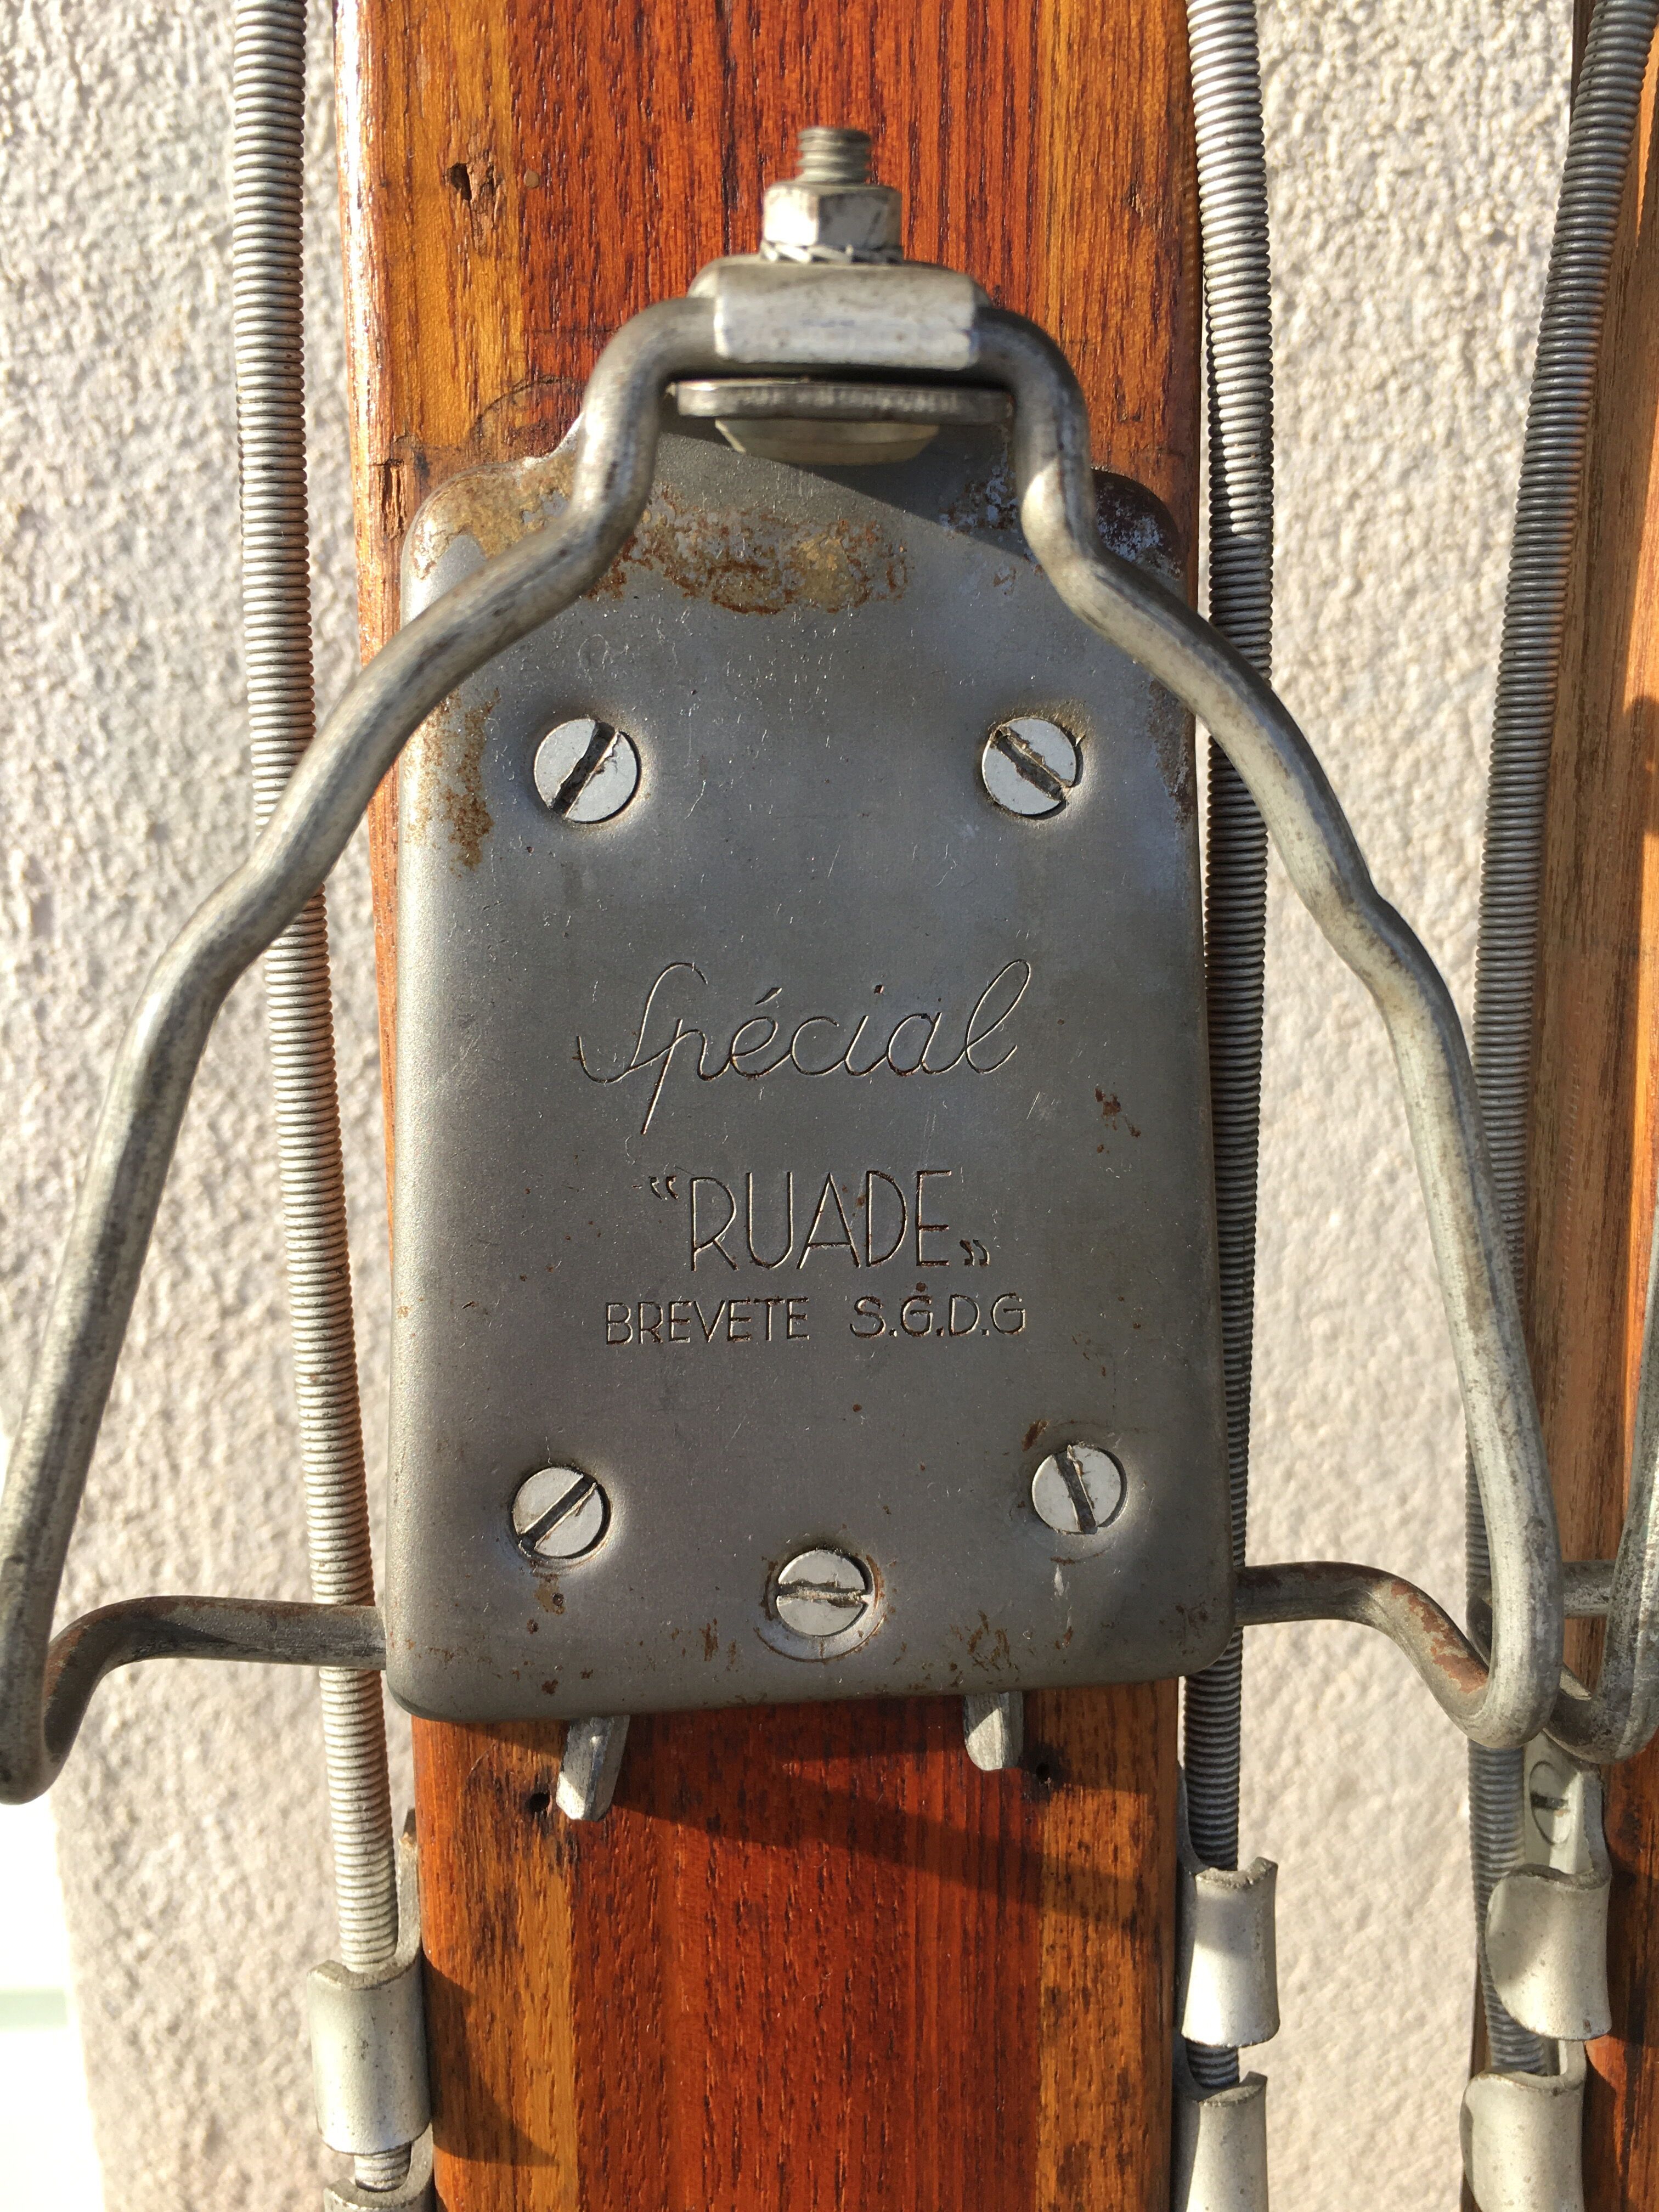 Spécial
“RUADE„
BREVETE S.G.D.G